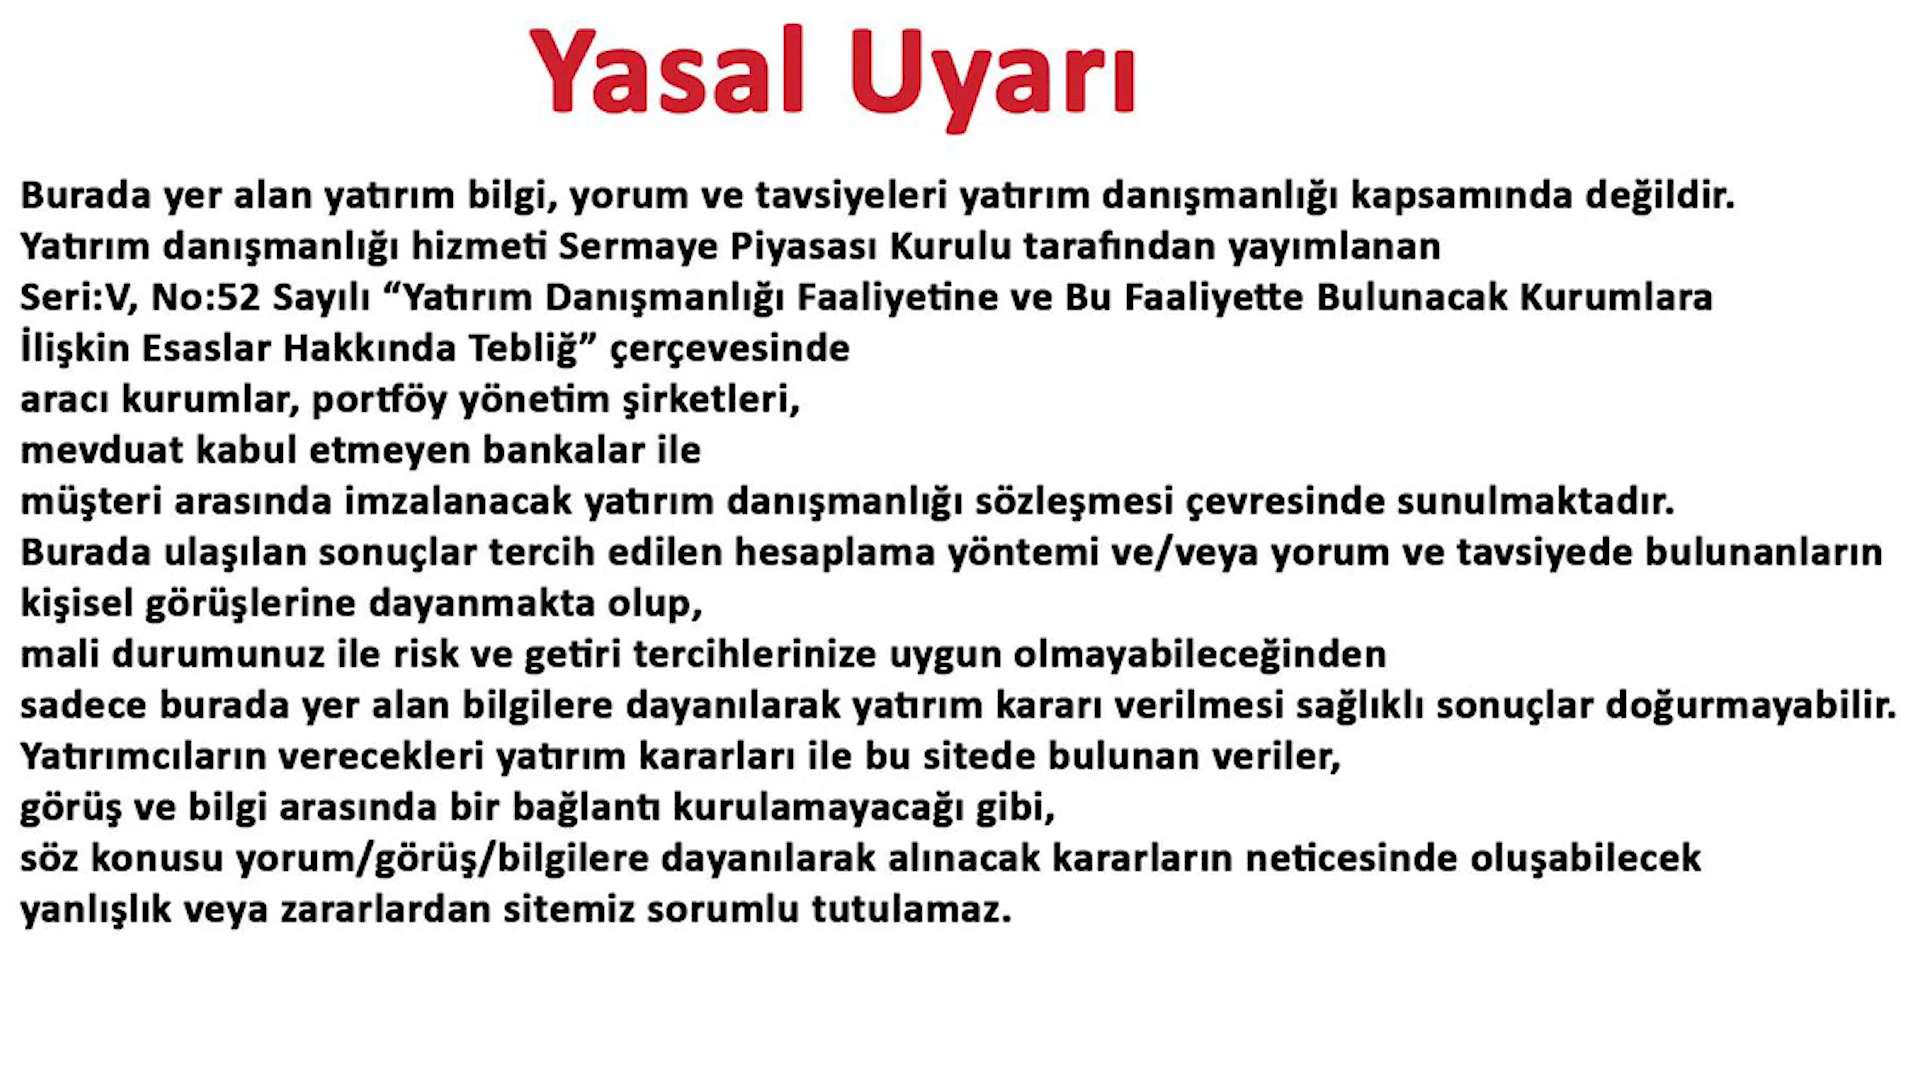 Yasal Uyarı
Burada yer alan yatırım bilgi, yorum ve tavsiyeleri yatırım danışmanlığı kapsamında değildir.
Yatırım danışmanlığı hizmeti Sermaye Piyasası Kurulu tarafından yayımlanan
Seri:V, No:52 Sayılı “Yatırım Danışmanlığı Faaliyetine ve Bu Faaliyette Bulunacak Kurumlara
İlişkin Esaslar Hakkında Tebliğ” çerçevesinde
aracı kurumlar, portföy yönetim şirketleri,
mevduat kabul etmeyen bankalar ile
müşteri arasında imzalanacak yatırım danışmanlığı sözleşmesi çevresinde sunulmaktadır.
Burada ulaşılan sonuçlar tercih edilen hesaplama yöntemi ve/veya yorum ve tavsiyede bulunanların
kişisel görüşlerine dayanmakta olup,
mali durumunuz ile risk ve getiri tercihlerinize uygun olmayabileceğinden
sadece burada yer alan bilgilere dayanılarak yatırım kararı verilmesi sağlıklı sonuçlar doğurmayabilir.
Yatırımcıların verecekleri yatırım kararları ile bu sitede bulunan veriler,
görüş ve bilgi arasında bir bağlantı kurulamayacağı gibi,
söz konusu yorum/görüş/bilgilere dayanılarak alınacak kararların neticesinde oluşabilecek
yanlışlık veya zararlardan sitemiz sorumlu tutulamaz.